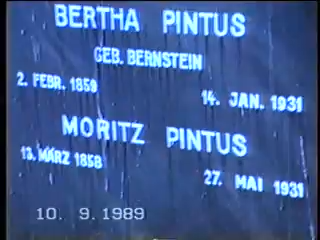 BERTHA PINTUS
GEB. BERNSTEIN
2. FEBR. 1859
14. JAN. 1931
MORITZ PINTUS
13. MÄRZ 1858
27. MAI 1931
10. 9.1989